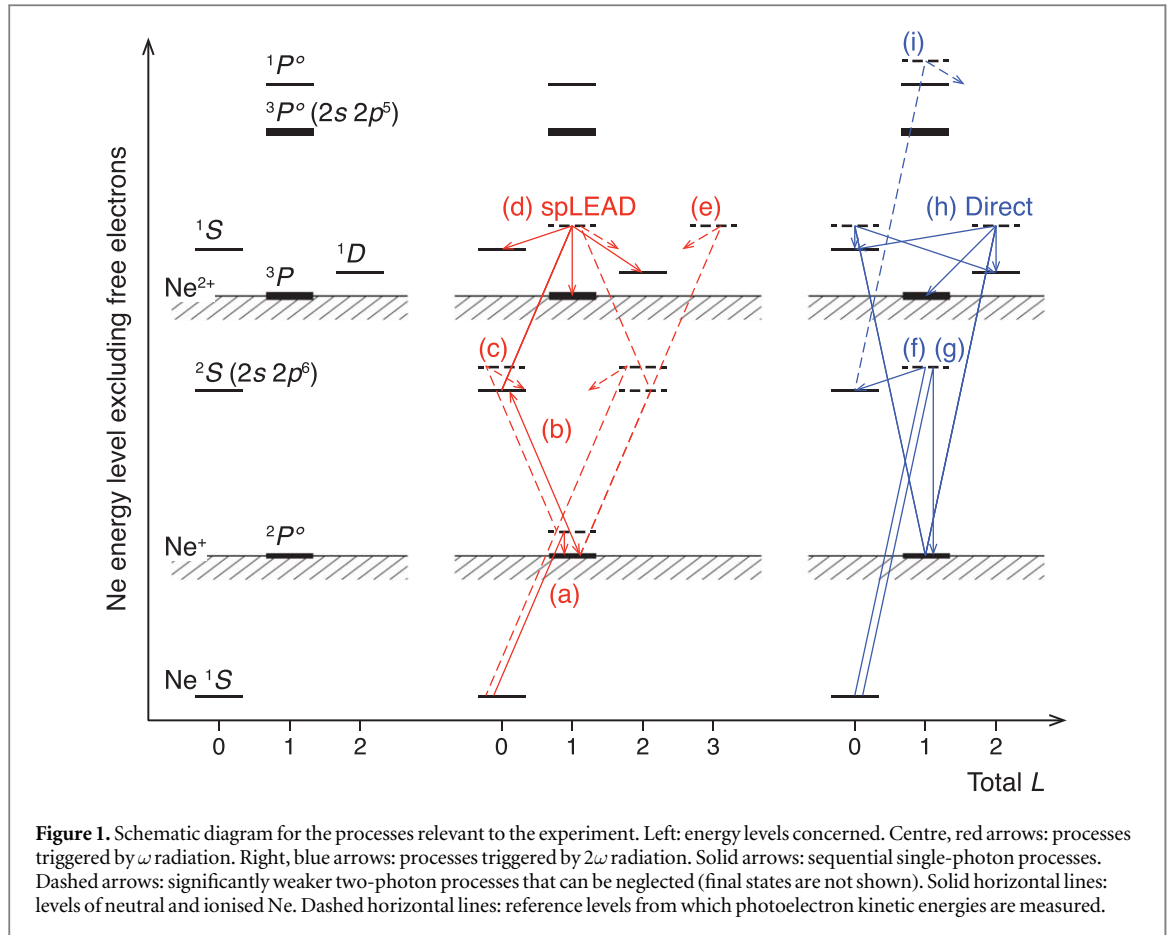 Ne energy level excluding free electrons
¹Pᵒ
³Pᵒ (2s 2p⁵)
¹S
¹D
Ne²⁺
³P
²S (2s 2p⁶)
Ne⁺
²Pᵒ
Ne ¹S
(d) spLEAD
(e)
(c)
(b)
(a)
(i)
(h) Direct
(f) (g)
0 1 2 0 1 2 3 0 1 2
Total L
Figure 1. Schematic diagram for the processes relevant to the experiment. Left: energy levels concerned. Centre, red arrows: processes
triggered by ω radiation. Right, blue arrows: processes triggered by 2ω radiation. Solid arrows: sequential single-photon processes.
Dashed arrows: significantly weaker two-photon processes that can be neglected (final states are not shown). Solid horizontal lines:
levels of neutral and ionised Ne. Dashed horizontal lines: reference levels from which photoelectron kinetic energies are measured.